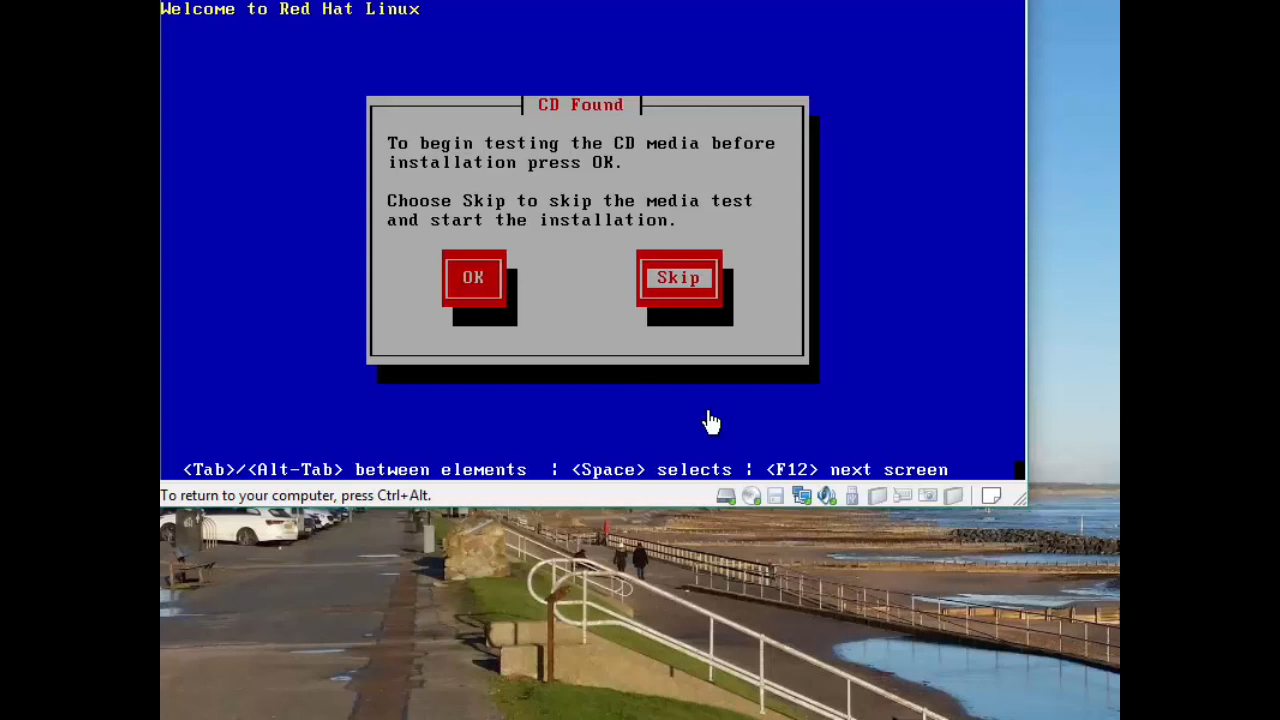 Welcome to Red Hat Linux
CD Found
To begin testing the CD media before
installation press OK.
Choose Skip to skip the media test
and start the installation.
OK Skip
<Tab>/<Alt-Tab> between elements | <Space> selects | <F12> next screen
To return to your computer, press Ctrl+Alt.